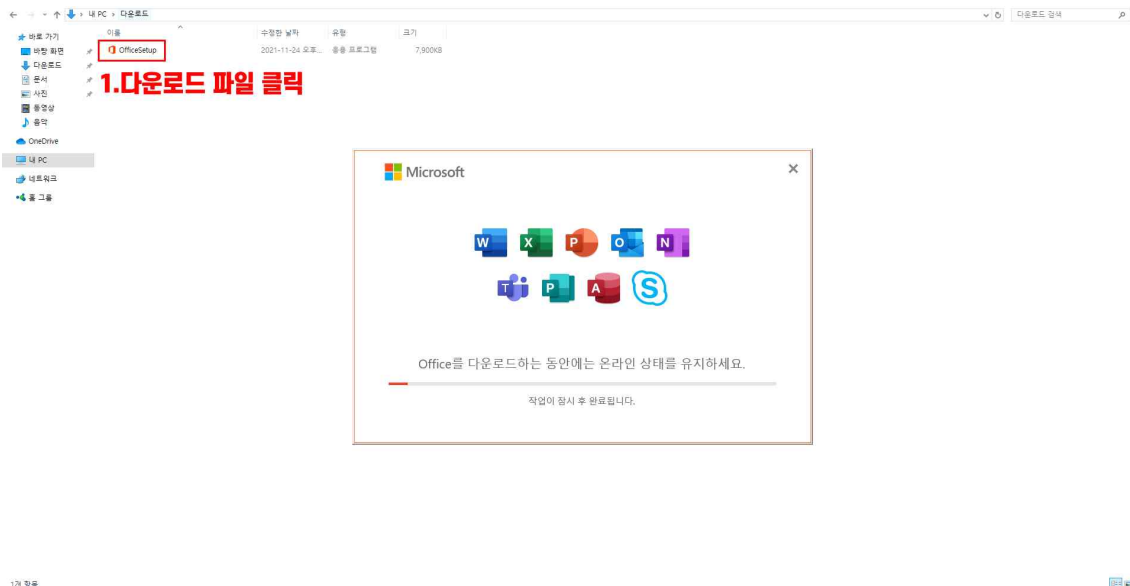 내 PC > 다운로드
다운로드 검색
바로 가기
바탕 화면
다운로드
문서
사진
동영상
음악
OneDrive
내 PC
네트워크
홈 그룹
이름 수정한 날짜 유형 크기
OfficeSetup 2021-11-24 오후... 응용 프로그램 7,900KB
1.다운로드 파일 클릭
Microsoft
W X P O N
T P A S
Office를 다운로드하는 동안에는 온라인 상태를 유지하세요.
작업이 잠시 후 완료됩니다.
1개 항목